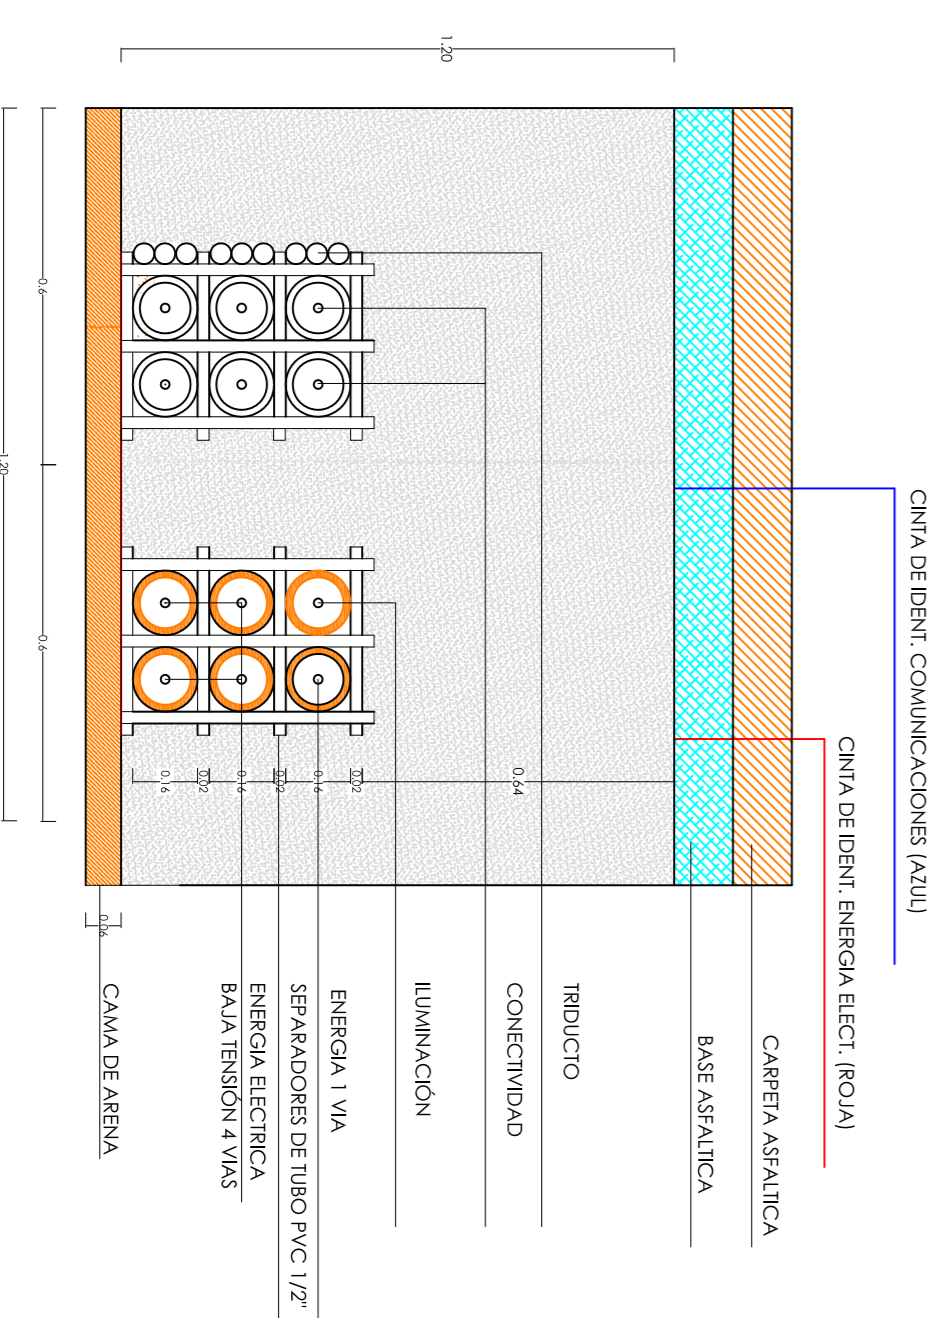 CINTA DE IDENT. COMUNICACIONES (AZUL)
CINTA DE IDENT. ENERGIA ELECT. (ROJA)
CARPETA ASFALTICA
BASE ASFALTICA
TRIDUCTO
CONECTIVIDAD
ILUMINACIÓN
ENERGIA 1 VIA
SEPARADORES DE TUBO PVC 1/2"
ENERGIA ELECTRICA
BAJA TENSIÓN 4 VIAS
CAMA DE ARENA
1.20
0.64
0.02
0.16
0.02
0.16
0.02
0.16
0.06
0.6
0.6
1.20